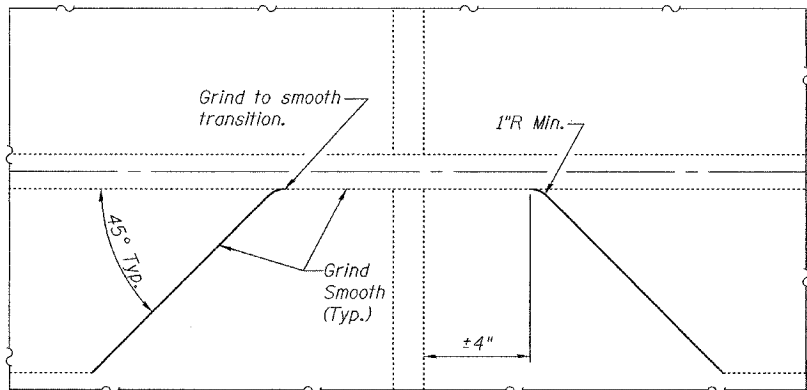 Grind to smooth
transition.
1"R Min.
45° Typ.
Grind
Smooth
(Typ.)
±4"